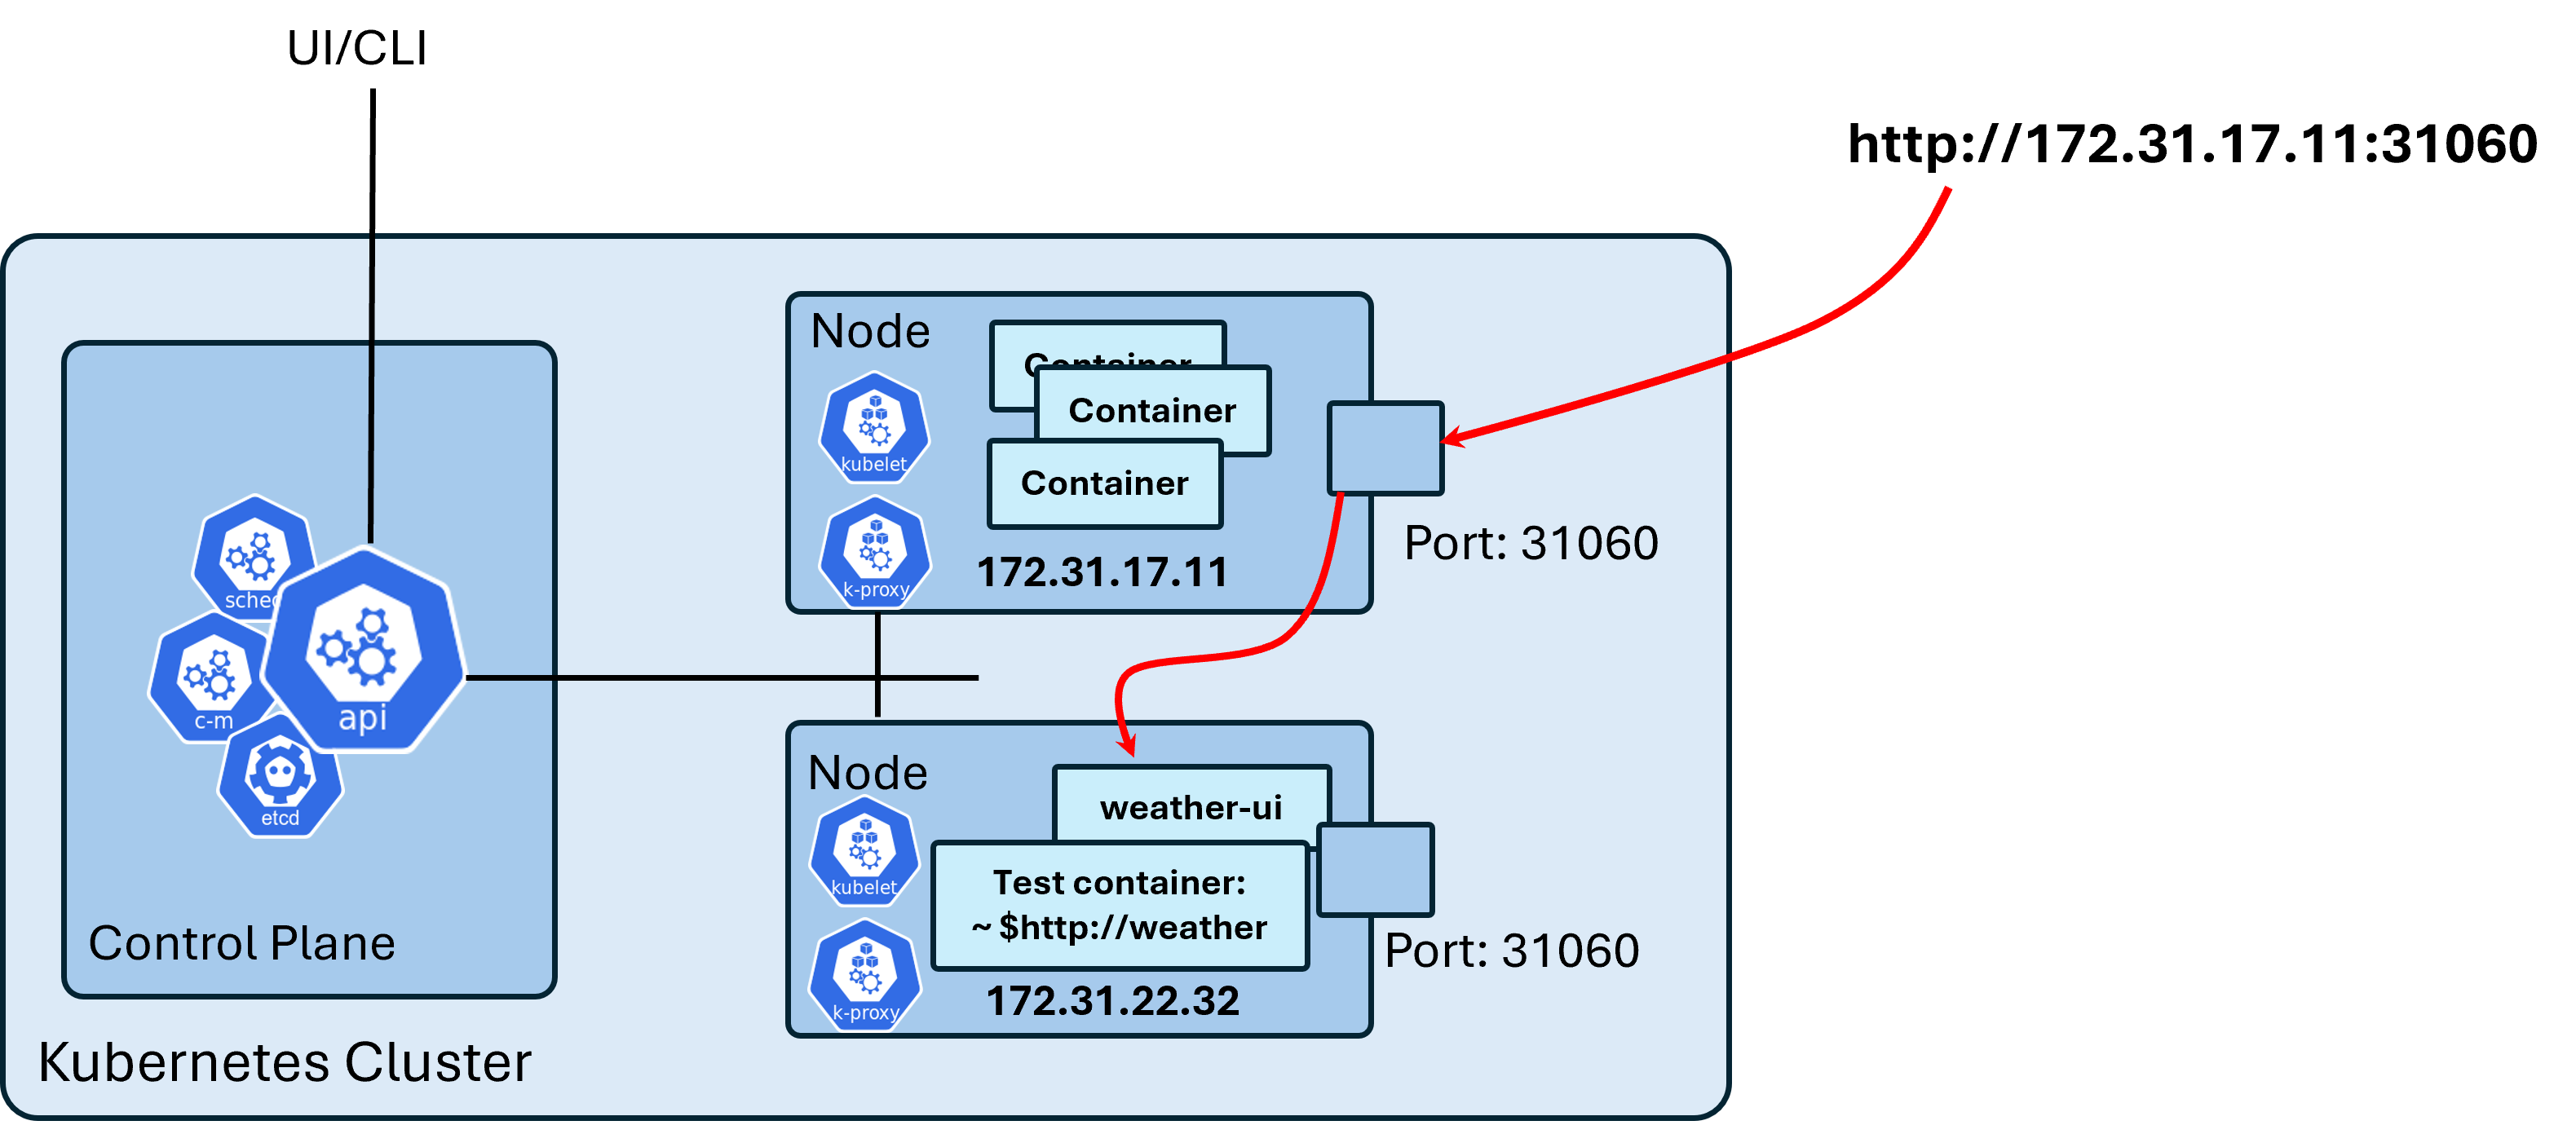 UI/CLI
http://172.31.17.11:31060
Node
Container
Container
Container
kubelet
k-proxy
172.31.17.11
Port: 31060
sched
api
c-m
etcd
Control Plane
Node
weather-ui
Test container:
~ $http://weather
kubelet
k-proxy
172.31.22.32
Port: 31060
Kubernetes Cluster